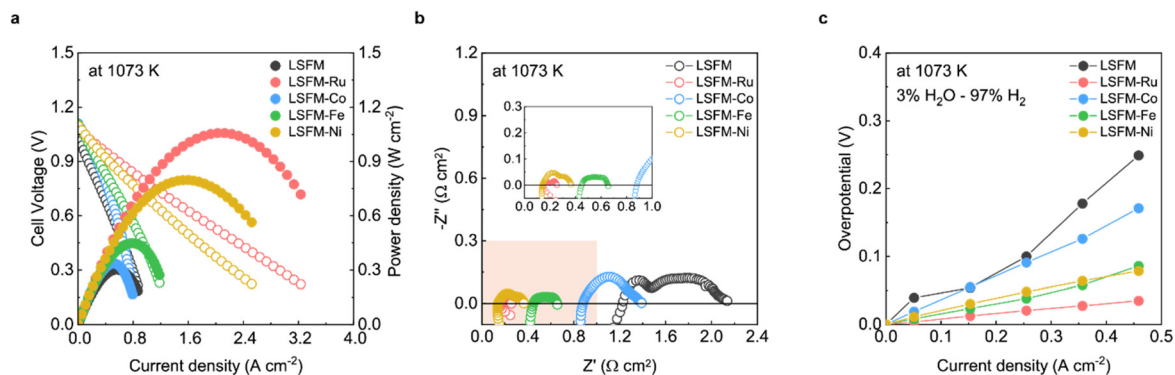 a
at 1073 K
LSFM
LSFM-Ru
LSFM-Co
LSFM-Fe
LSFM-Ni
1.5
1.2
0.9
0.6
0.3
0.0
Cell Voltage (V)
1.5
1.2
0.9
0.6
0.3
0.0
Power density (W cm⁻²)
0.0 0.8 1.6 2.4 3.2 4.0
Current density (A cm⁻²)
b
at 1073 K
LSFM
LSFM-Ru
LSFM-Co
LSFM-Fe
LSFM-Ni
1.2
0.9
0.6
0.3
0.0
-Z'' (Ω cm²)
0.3
0.2
0.1
0.0
0.0 0.2 0.4 0.6 0.8 1.0
0.0 0.4 0.8 1.2 1.6 2.0 2.4
Z' (Ω cm²)
c
at 1073 K
3% H₂O - 97% H₂
LSFM
LSFM-Ru
LSFM-Co
LSFM-Fe
LSFM-Ni
0.4
0.3
0.2
0.1
0.0
Overpotential (V)
0.0 0.1 0.2 0.3 0.4 0.5
Current density (A cm⁻²)